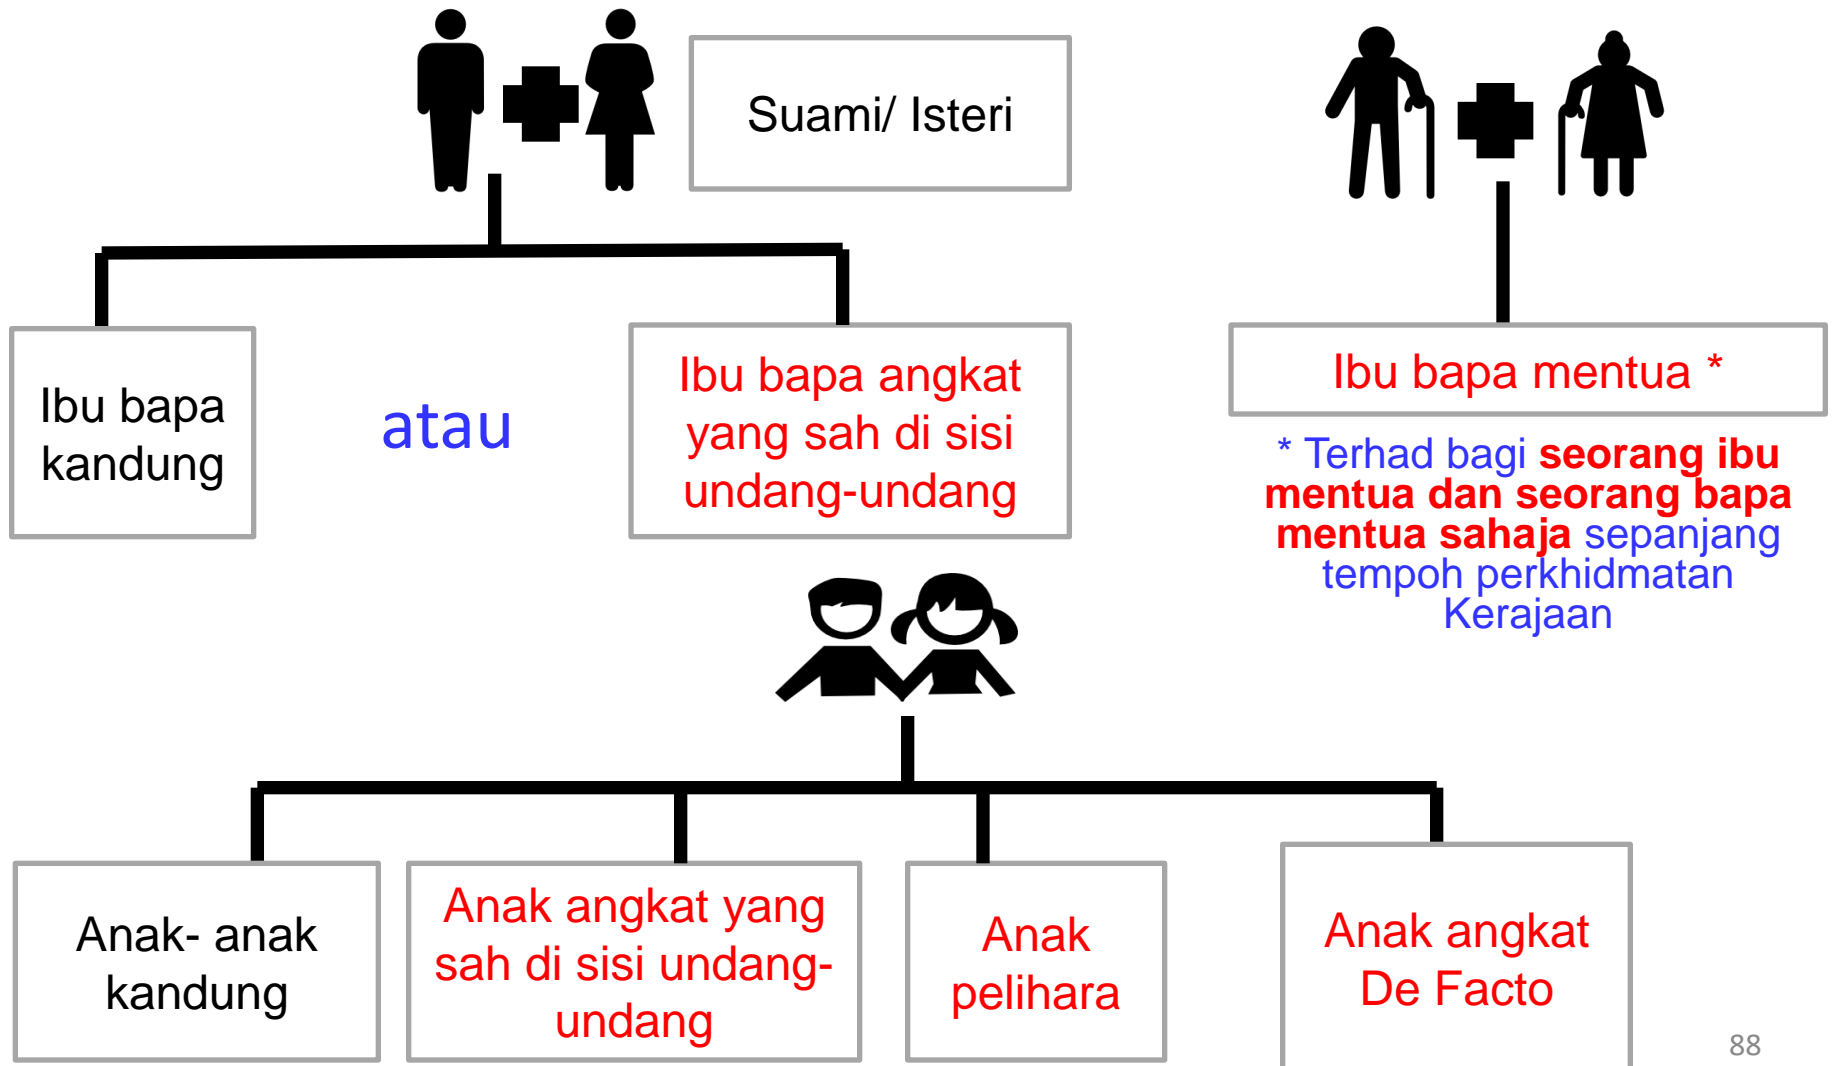 Suami/ Isteri
Ibu bapa
kandung
atau
Ibu bapa angkat
yang sah di sisi
undang-undang
Ibu bapa mentua *
* Terhad bagi seorang ibu
mentua dan seorang bapa
mentua sahaja sepanjang
tempoh perkhidmatan
Kerajaan
Anak- anak
kandung
Anak angkat yang
sah di sisi undang-
undang
Anak
pelihara
Anak angkat
De Facto
88